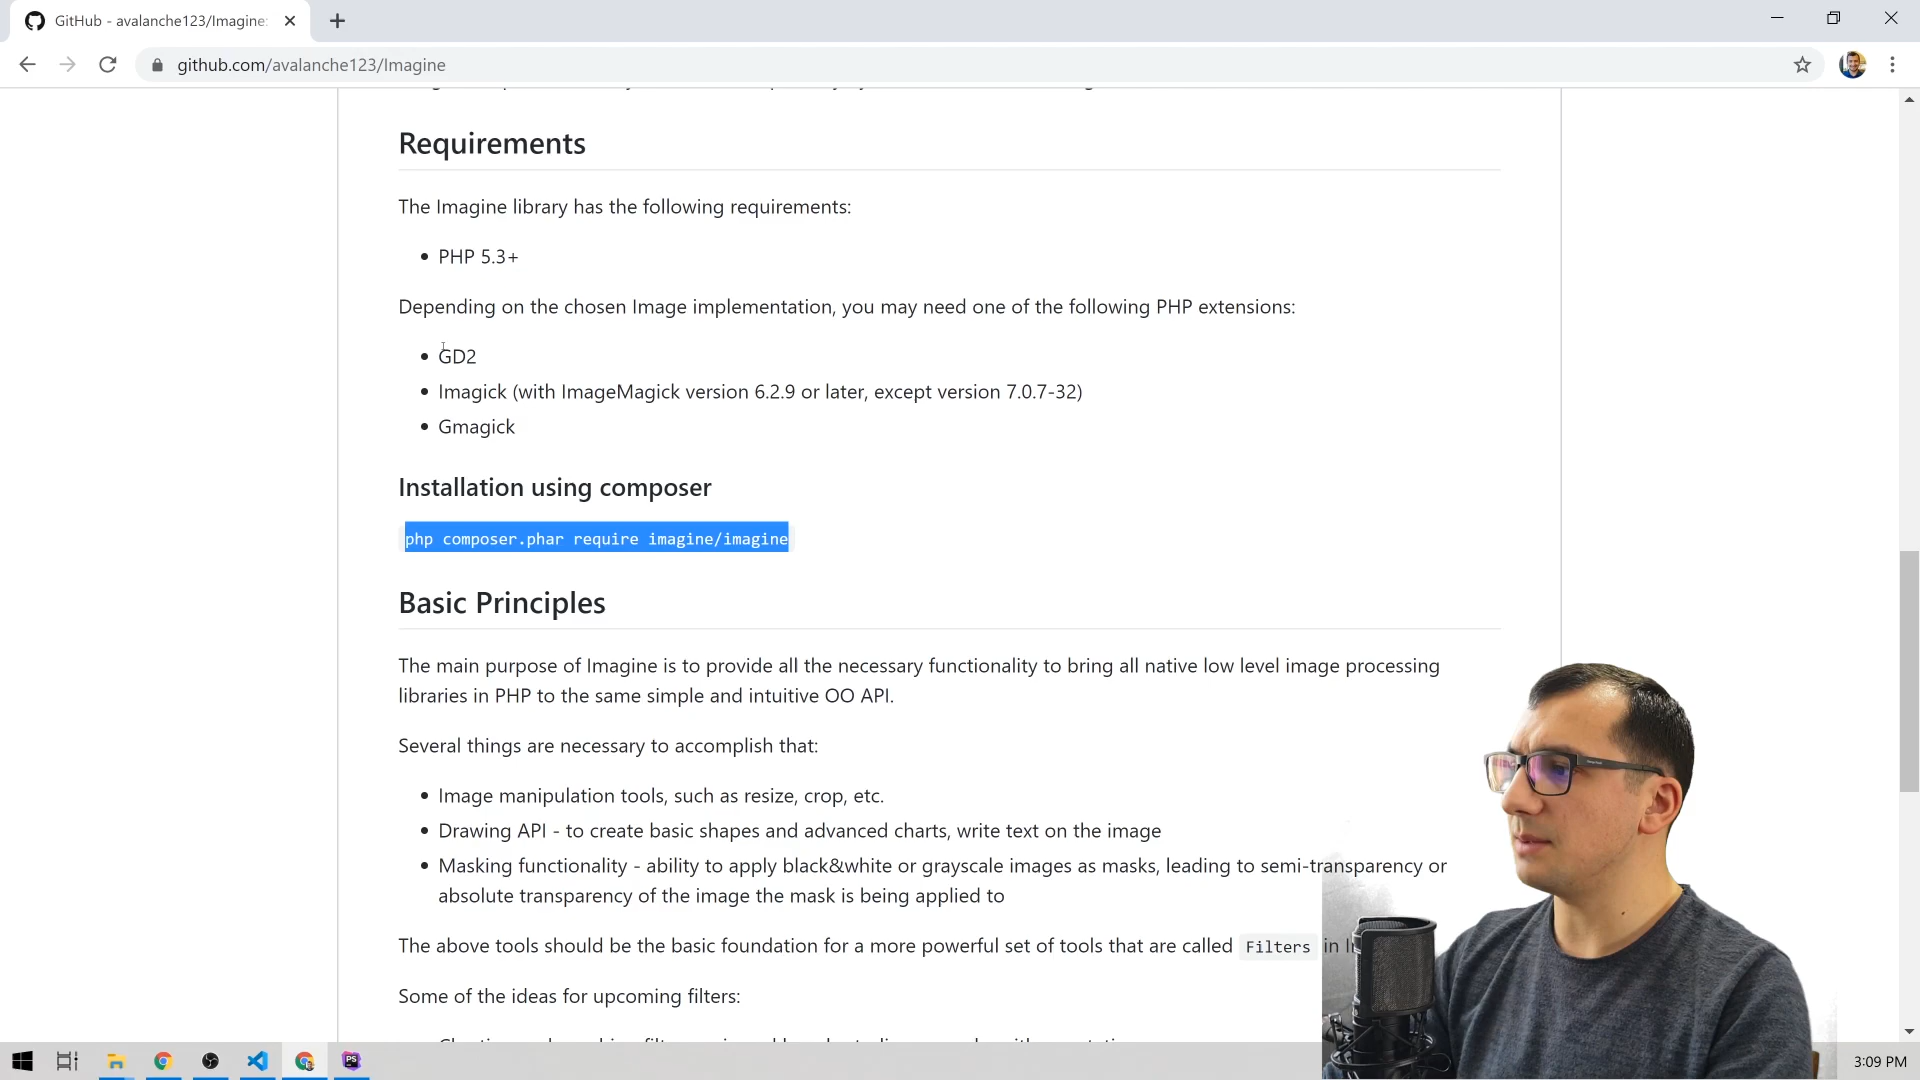 GitHub - avalanche123/Imagine:
github.com/avalanche123/Imagine
Requirements
The Imagine library has the following requirements:
PHP 5.3+
Depending on the chosen Image implementation, you may need one of the following PHP extensions:
GD2
Imagick (with ImageMagick version 6.2.9 or later, except version 7.0.7-32)
Gmagick
Installation using composer
php composer.phar require imagine/imagine
Basic Principles
The main purpose of Imagine is to provide all the necessary functionality to bring all native low level image processing
libraries in PHP to the same simple and intuitive OO API.
Several things are necessary to accomplish that:
Image manipulation tools, such as resize, crop, etc.
Drawing API - to create basic shapes and advanced charts, write text on the image
Masking functionality - ability to apply black&white or grayscale images as masks, leading to semi-transparency or
absolute transparency of the image the mask is being applied to
The above tools should be the basic foundation for a more powerful set of tools that are called Filters in
Some of the ideas for upcoming filters:
PS
3:09 PM